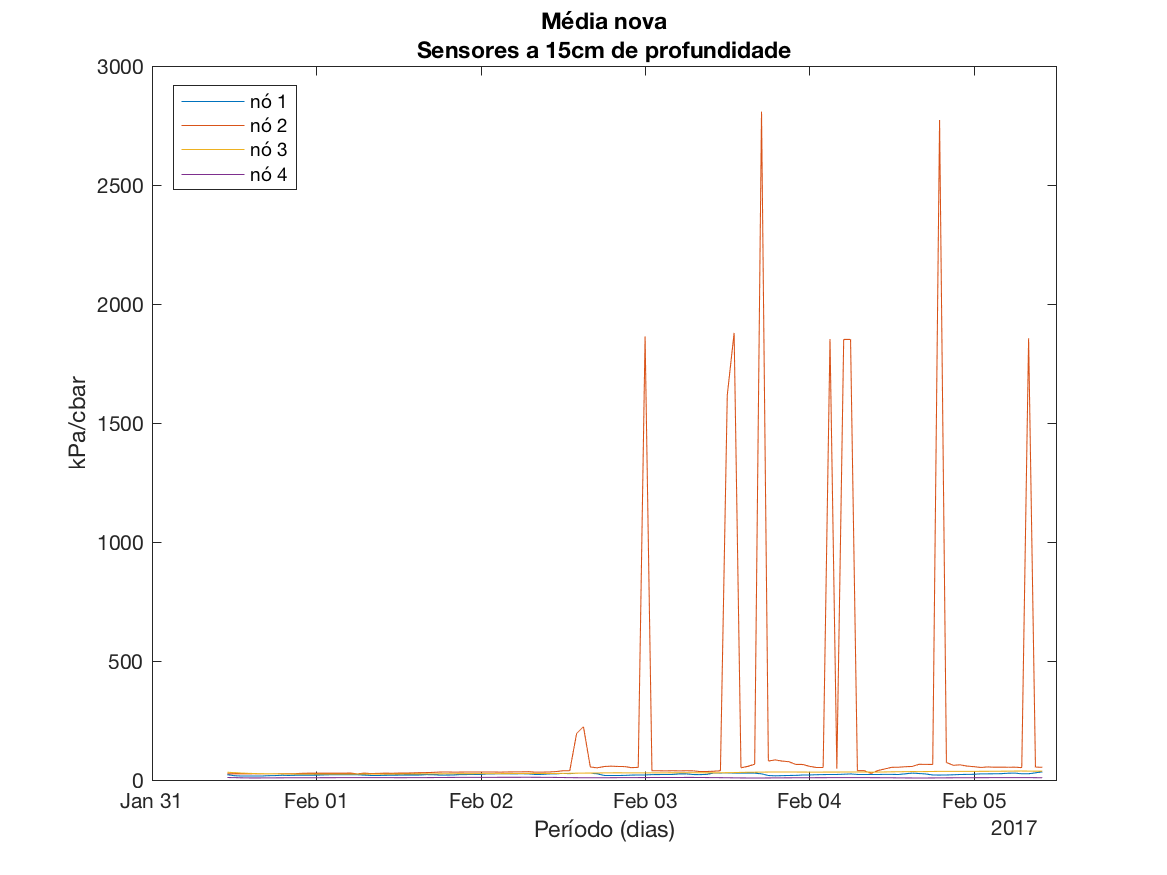 Média nova
Sensores a 15cm de profundidade
3000
2500
2000
1500
1000
500
0
kPa/cbar
nó 1
nó 2
nó 3
nó 4
Jan 31
Feb 01
Feb 02
Feb 03
Feb 04
Feb 05
2017
Período (dias)